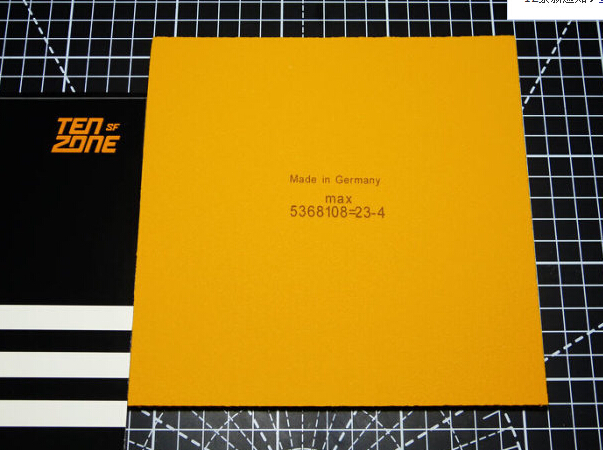 TEN SF
ZONE
Made in Germany
max
5368108=23-4